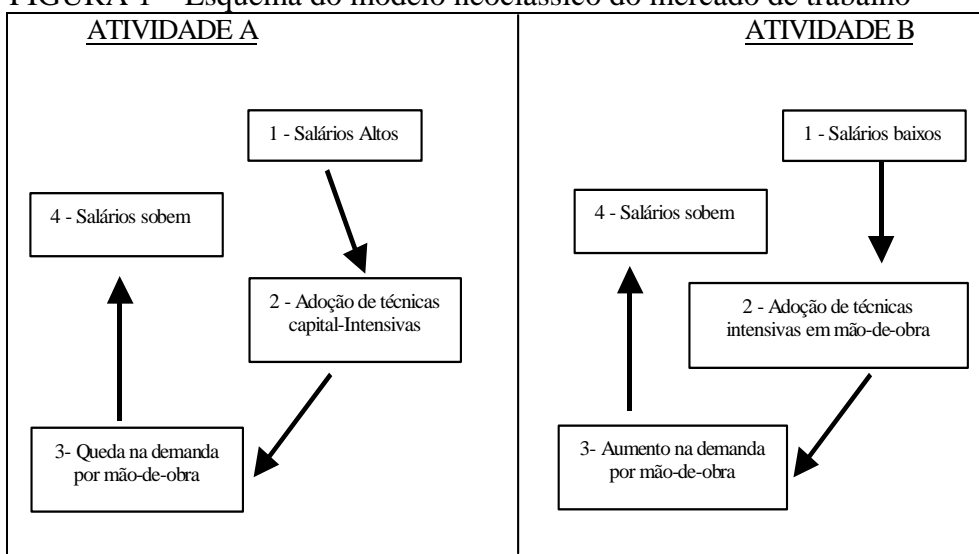 FIGURA 1 – Esquema do modelo neoclássico do mercado de trabalho
ATIVIDADE A
1 - Salários Altos
4 - Salários sobem
2 - Adoção de técnicas
capital-Intensivas
3- Queda na demanda
por mão-de-obra
ATIVIDADE B
1 - Salários baixos
4 - Salários sobem
2 - Adoção de técnicas
intensivas em mão-de-obra
3- Aumento na demanda
por mão-de-obra